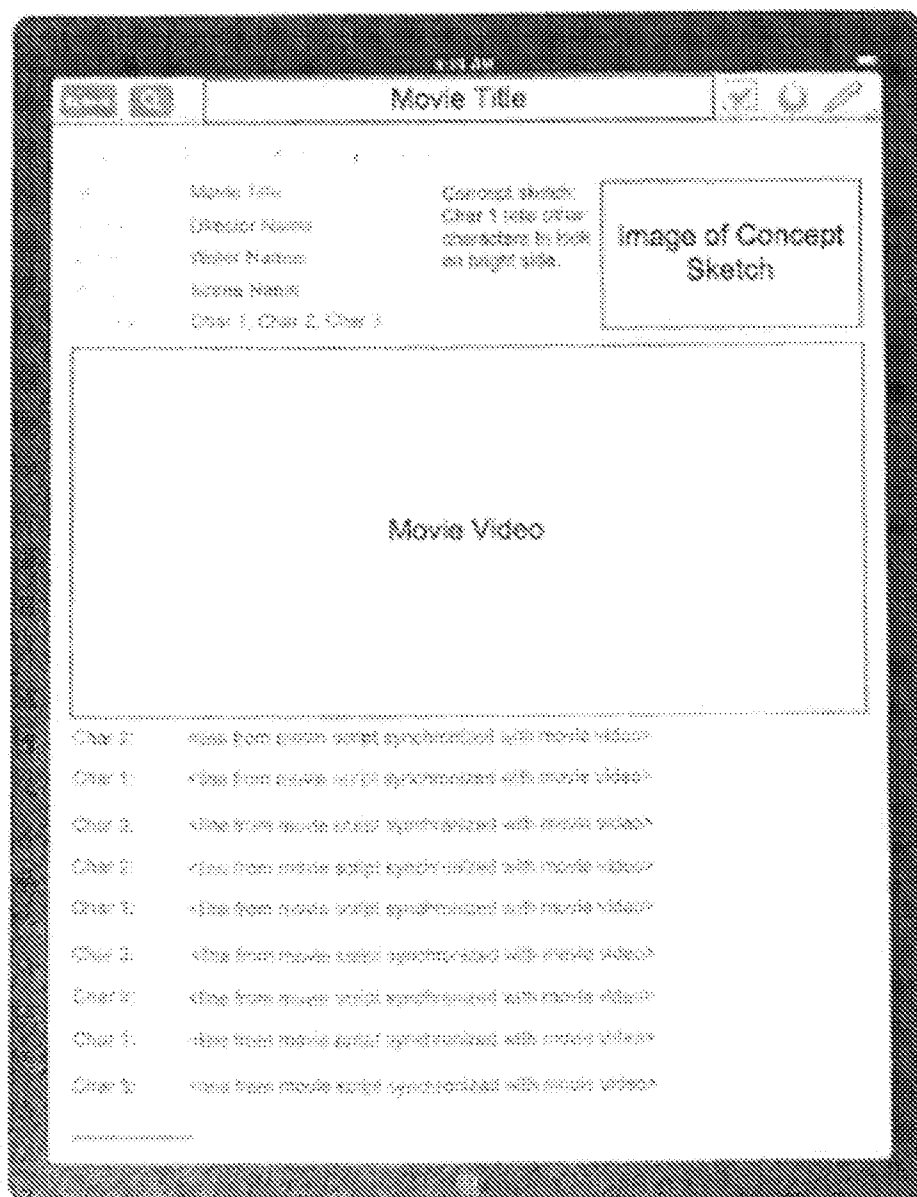 Movie Title
Movie Title
Director Name
Writer Name
Scene Name
Char 1, Char 2, Char 3
Concept sketch:
Char 1 tells other
characters to look
on bright side.
Image of Concept
Sketch
Movie Video
Char 2: <line from movie script synchronized with movie video>
Char 1: <line from movie script synchronized with movie video>
Char 3: <line from movie script synchronized with movie video>
Char 2: <line from movie script synchronized with movie video>
Char 1: <line from movie script synchronized with movie video>
Char 3: <line from movie script synchronized with movie video>
Char 2: <line from movie script synchronized with movie video>
Char 1: <line from movie script synchronized with movie video>
Char 3: <line from movie script synchronized with movie video>